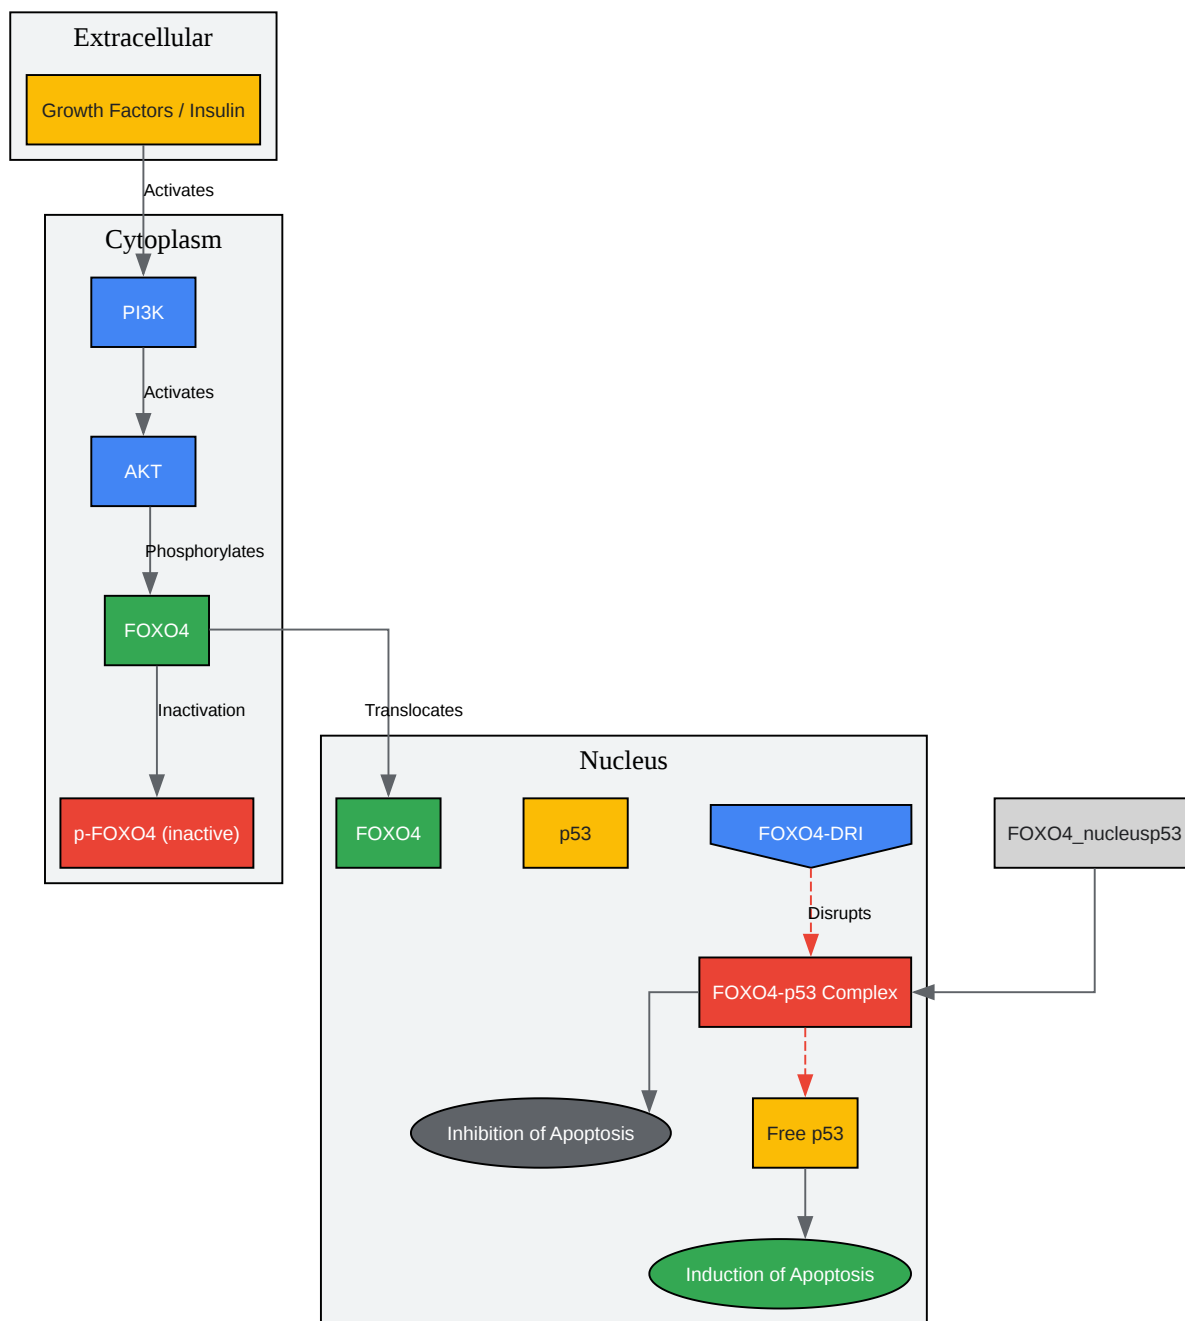 Extracellular
Growth Factors / Insulin
Activates
Cytoplasm
PI3K
Activates
AKT
Phosphorylates
FOXO4
Inactivation
Translocates
Nucleus
p-FOXO4 (inactive)
FOXO4
p53
FOXO4-DRI
FOXO4_nucleusp53
Disrupts
FOXO4-p53 Complex
Inhibition of Apoptosis
Free p53
Induction of Apoptosis